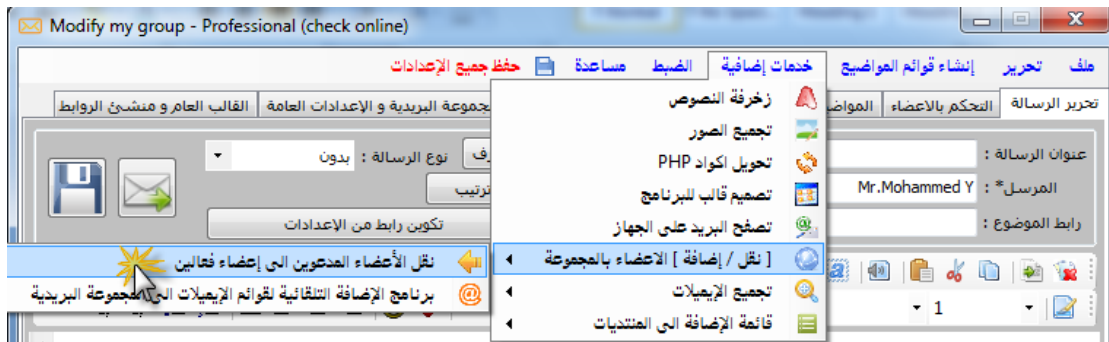 Modify my group - Professional (check online)
ملف تحرير إنشاء قوائم المواضيع خدمات إضافية الضبط مساعدة حفظ جميع الإعدادات
تحرير الرسالة التحكم بالاعضاء البريدية و الإعدادات العامة القالب العام و منشئ الروابط
زخرفة النصوص
تجميع الصور
عنوان الرسالة :
نوع الرسالة : بدون
تحويل اكواد PHP
المرسل* : Mr.Mohammed Y
تصميم قالب للبرنامج
رابط الموضوع :
تصفح البريد على الجهاز
تكوين رابط من الإعدادات
[ نقل / إضافة ] الاعضاء بالمجموعة
نقل الأعضاء المدعوين الى إعضاء فعالين
تجميع الإيميلات
برنامج الإضافة التلقائية لقوائم الإيميلات البريدية
1
قائمة الإضافة الى المنتديات